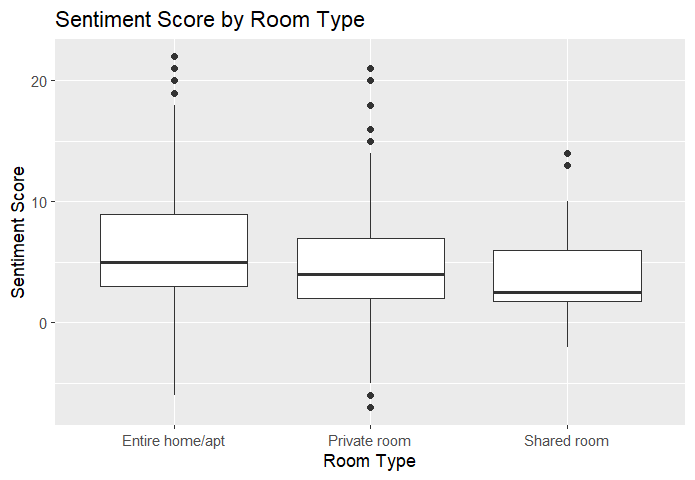 Sentiment Score by Room Type
Sentiment Score
20
10
0
Entire home/apt
Private room
Shared room
Room Type